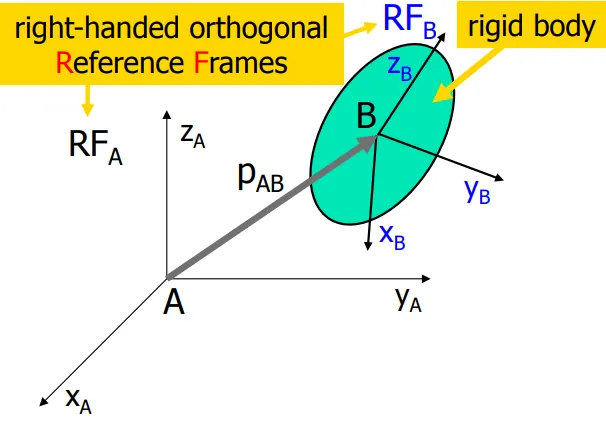 right-handed orthogonal
Reference Frames
RF_B
rigid body
RF_A
z_A
z_B
B
p_AB
y_B
x_B
A
y_A
x_A